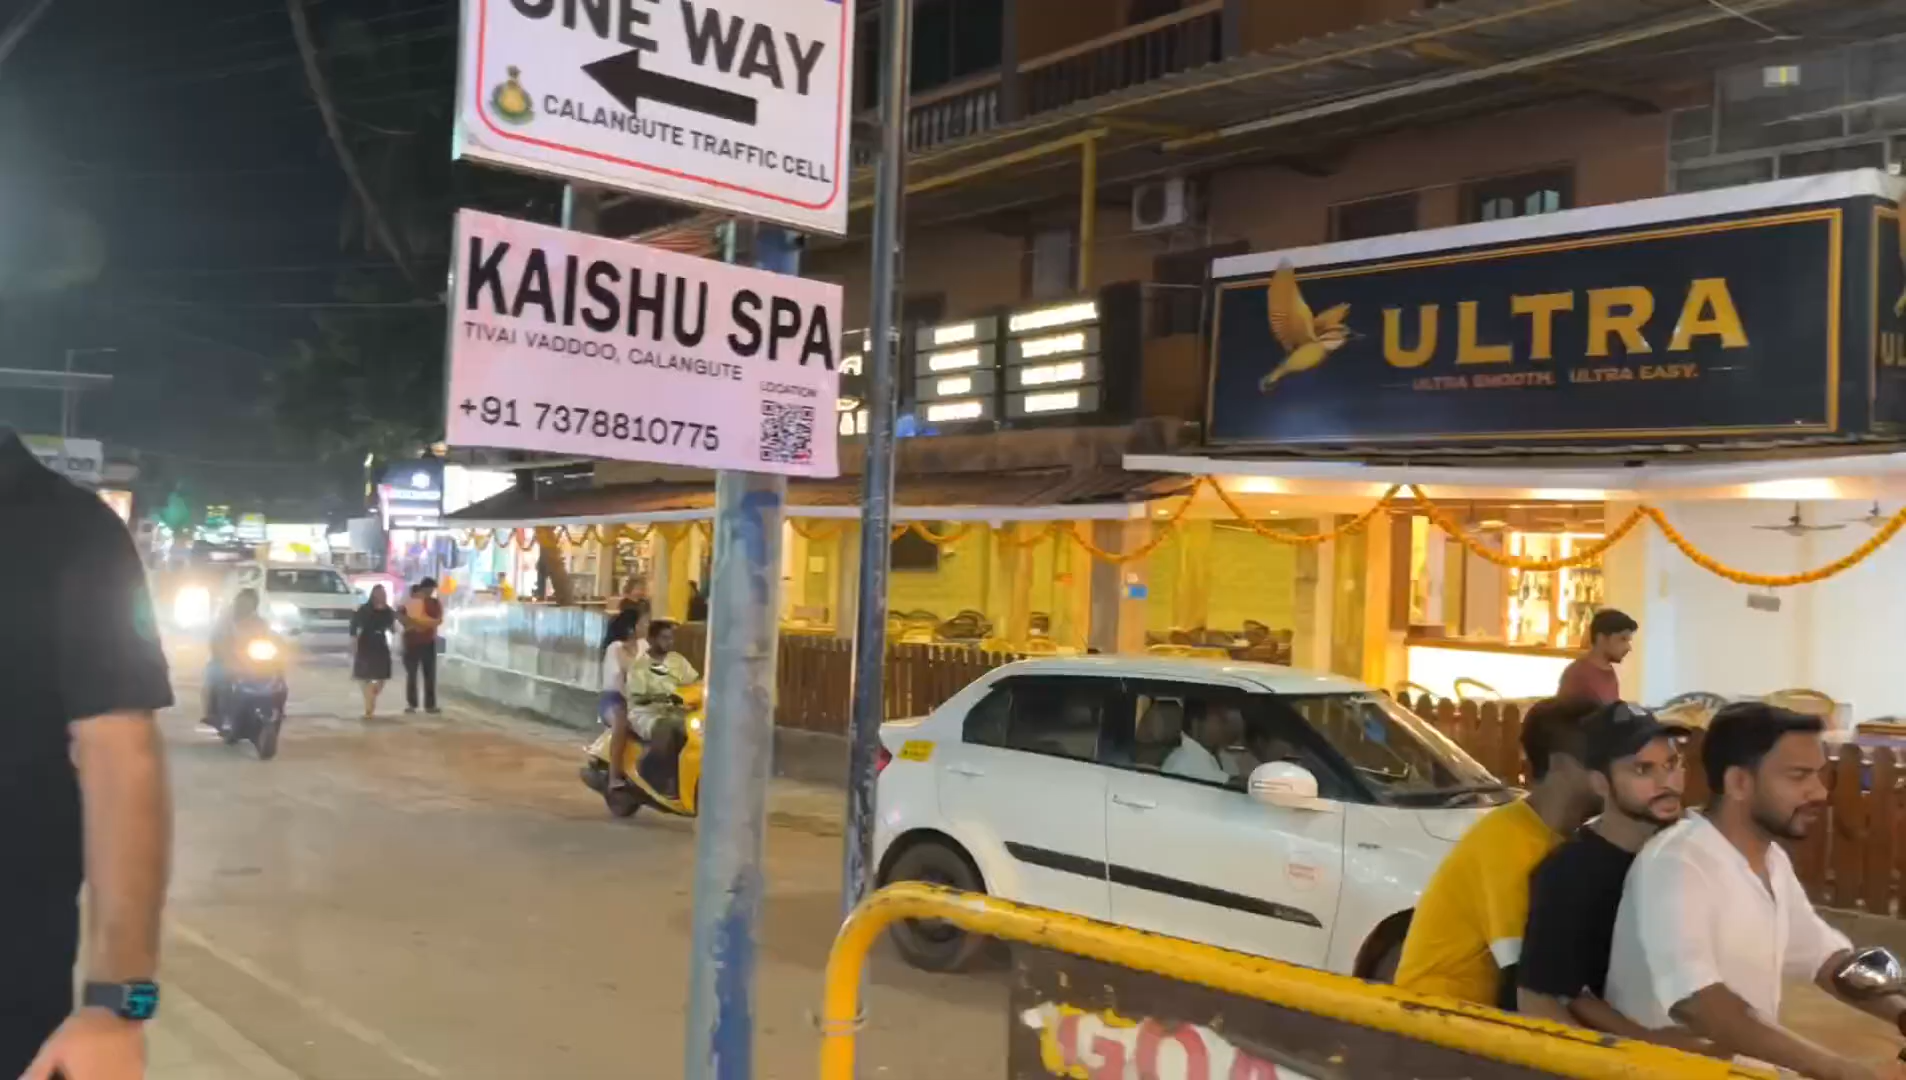 ONE WAY
CALANGUTE TRAFFIC CELL
KAISHU SPA
TIVAI VADDOO, CALANGUTE
LOCATION
+91 7378810775
ULTRA
ULTRA SMOOTH. ULTRA EASY.
GOA